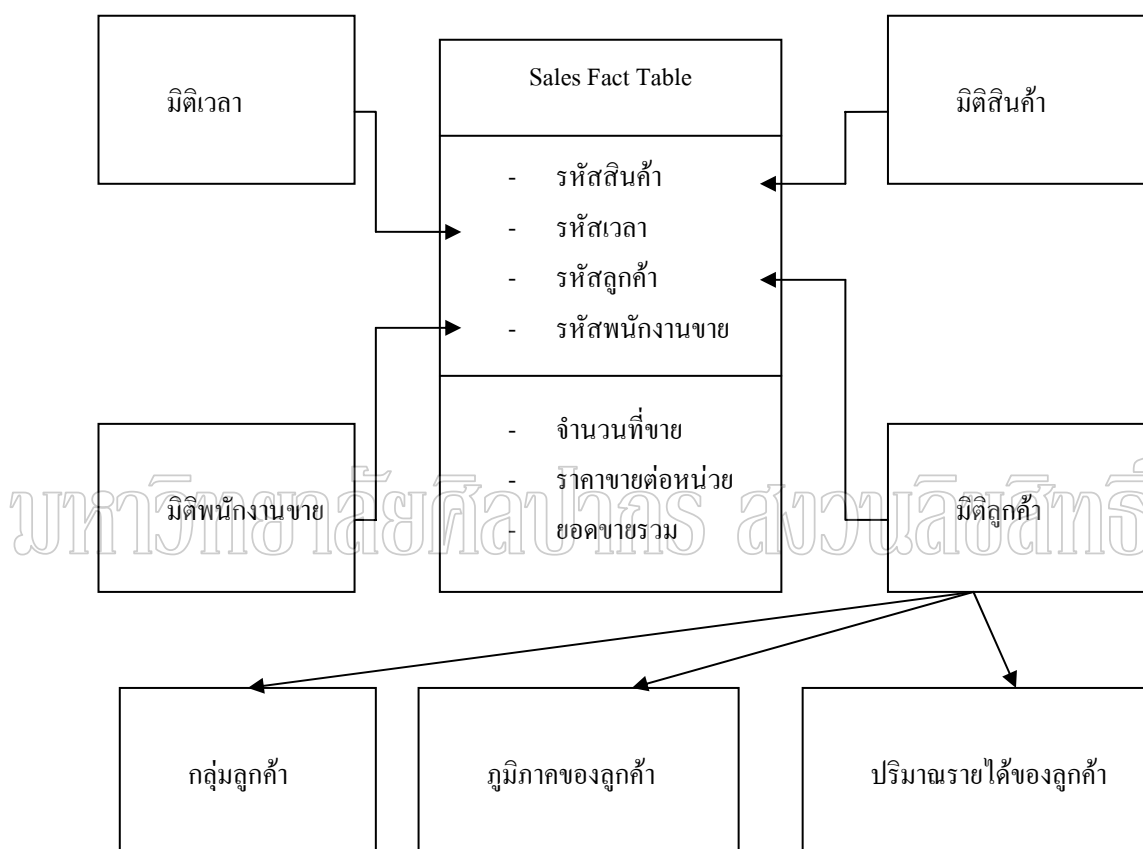 มิติเวลา
Sales Fact Table
มิติสินค้า
- รหัสสินค้า
- รหัสเวลา
- รหัสลูกค้า
- รหัสพนักงานขาย
- จำนวนที่ขาย
- ราคาขายต่อหน่วย
- ยอดขายรวม
มิติพนักงานขาย
มิติลูกค้า
มหาวิทยาลัยศิลปากร สงวนลิขสิทธิ์
กลุ่มลูกค้า
ภูมิภาคของลูกค้า
ปริมาณรายได้ของลูกค้า